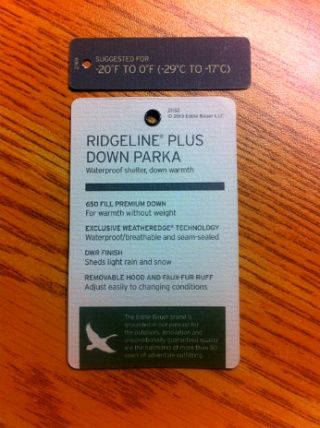 SUGGESTED FOR
-20°F TO 0°F (-29°C TO -17°C)
© 2013 Eddie Bauer LLC
RIDGELINE® PLUS
DOWN PARKA
Waterproof shelter, down warmth
650 FILL PREMIUM DOWN
For warmth without weight
EXCLUSIVE WEATHEREDGE® TECHNOLOGY
Waterproof/breathable and seam-sealed
DWR FINISH
Sheds light rain and snow
REMOVABLE HOOD AND FAUX-FUR RUFF
Adjust easily to changing conditions
The Eddie Bauer brand is
grounded in our passion for
the outdoors. Innovation and
unconditionally guaranteed quality
are the hallmarks of more than 90
years of adventure outfitting.